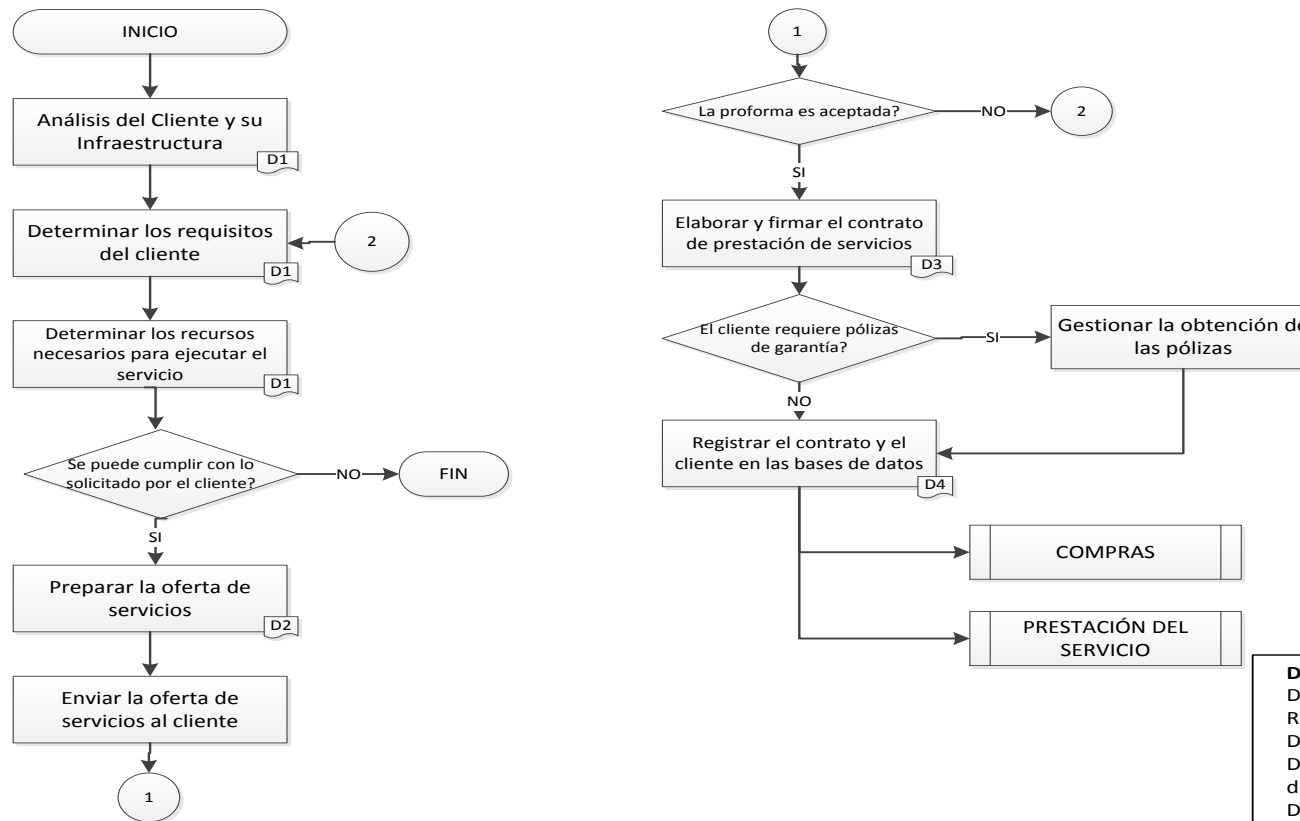 INICIO
Análisis del Cliente y su
Infraestructura
D1
Determinar los requisitos
del cliente
D1
2
Determinar los recursos
necesarios para ejecutar el
servicio
D1
Se puede cumplir con lo
solicitado por el cliente?
NO
FIN
SI
Preparar la oferta de
servicios
D2
Enviar la oferta de
servicios al cliente
1
1
La proforma es aceptada?
NO
2
SI
Elaborar y firmar el contrato
de prestación de servicios
D3
El cliente requiere pólizas
de garantía?
SI
Gestionar la obtención de
las pólizas
NO
Registrar el contrato y el
cliente en las bases de datos
D4
COMPRAS
PRESTACIÓN DEL
SERVICIO
D
D
R
D
D
d
D